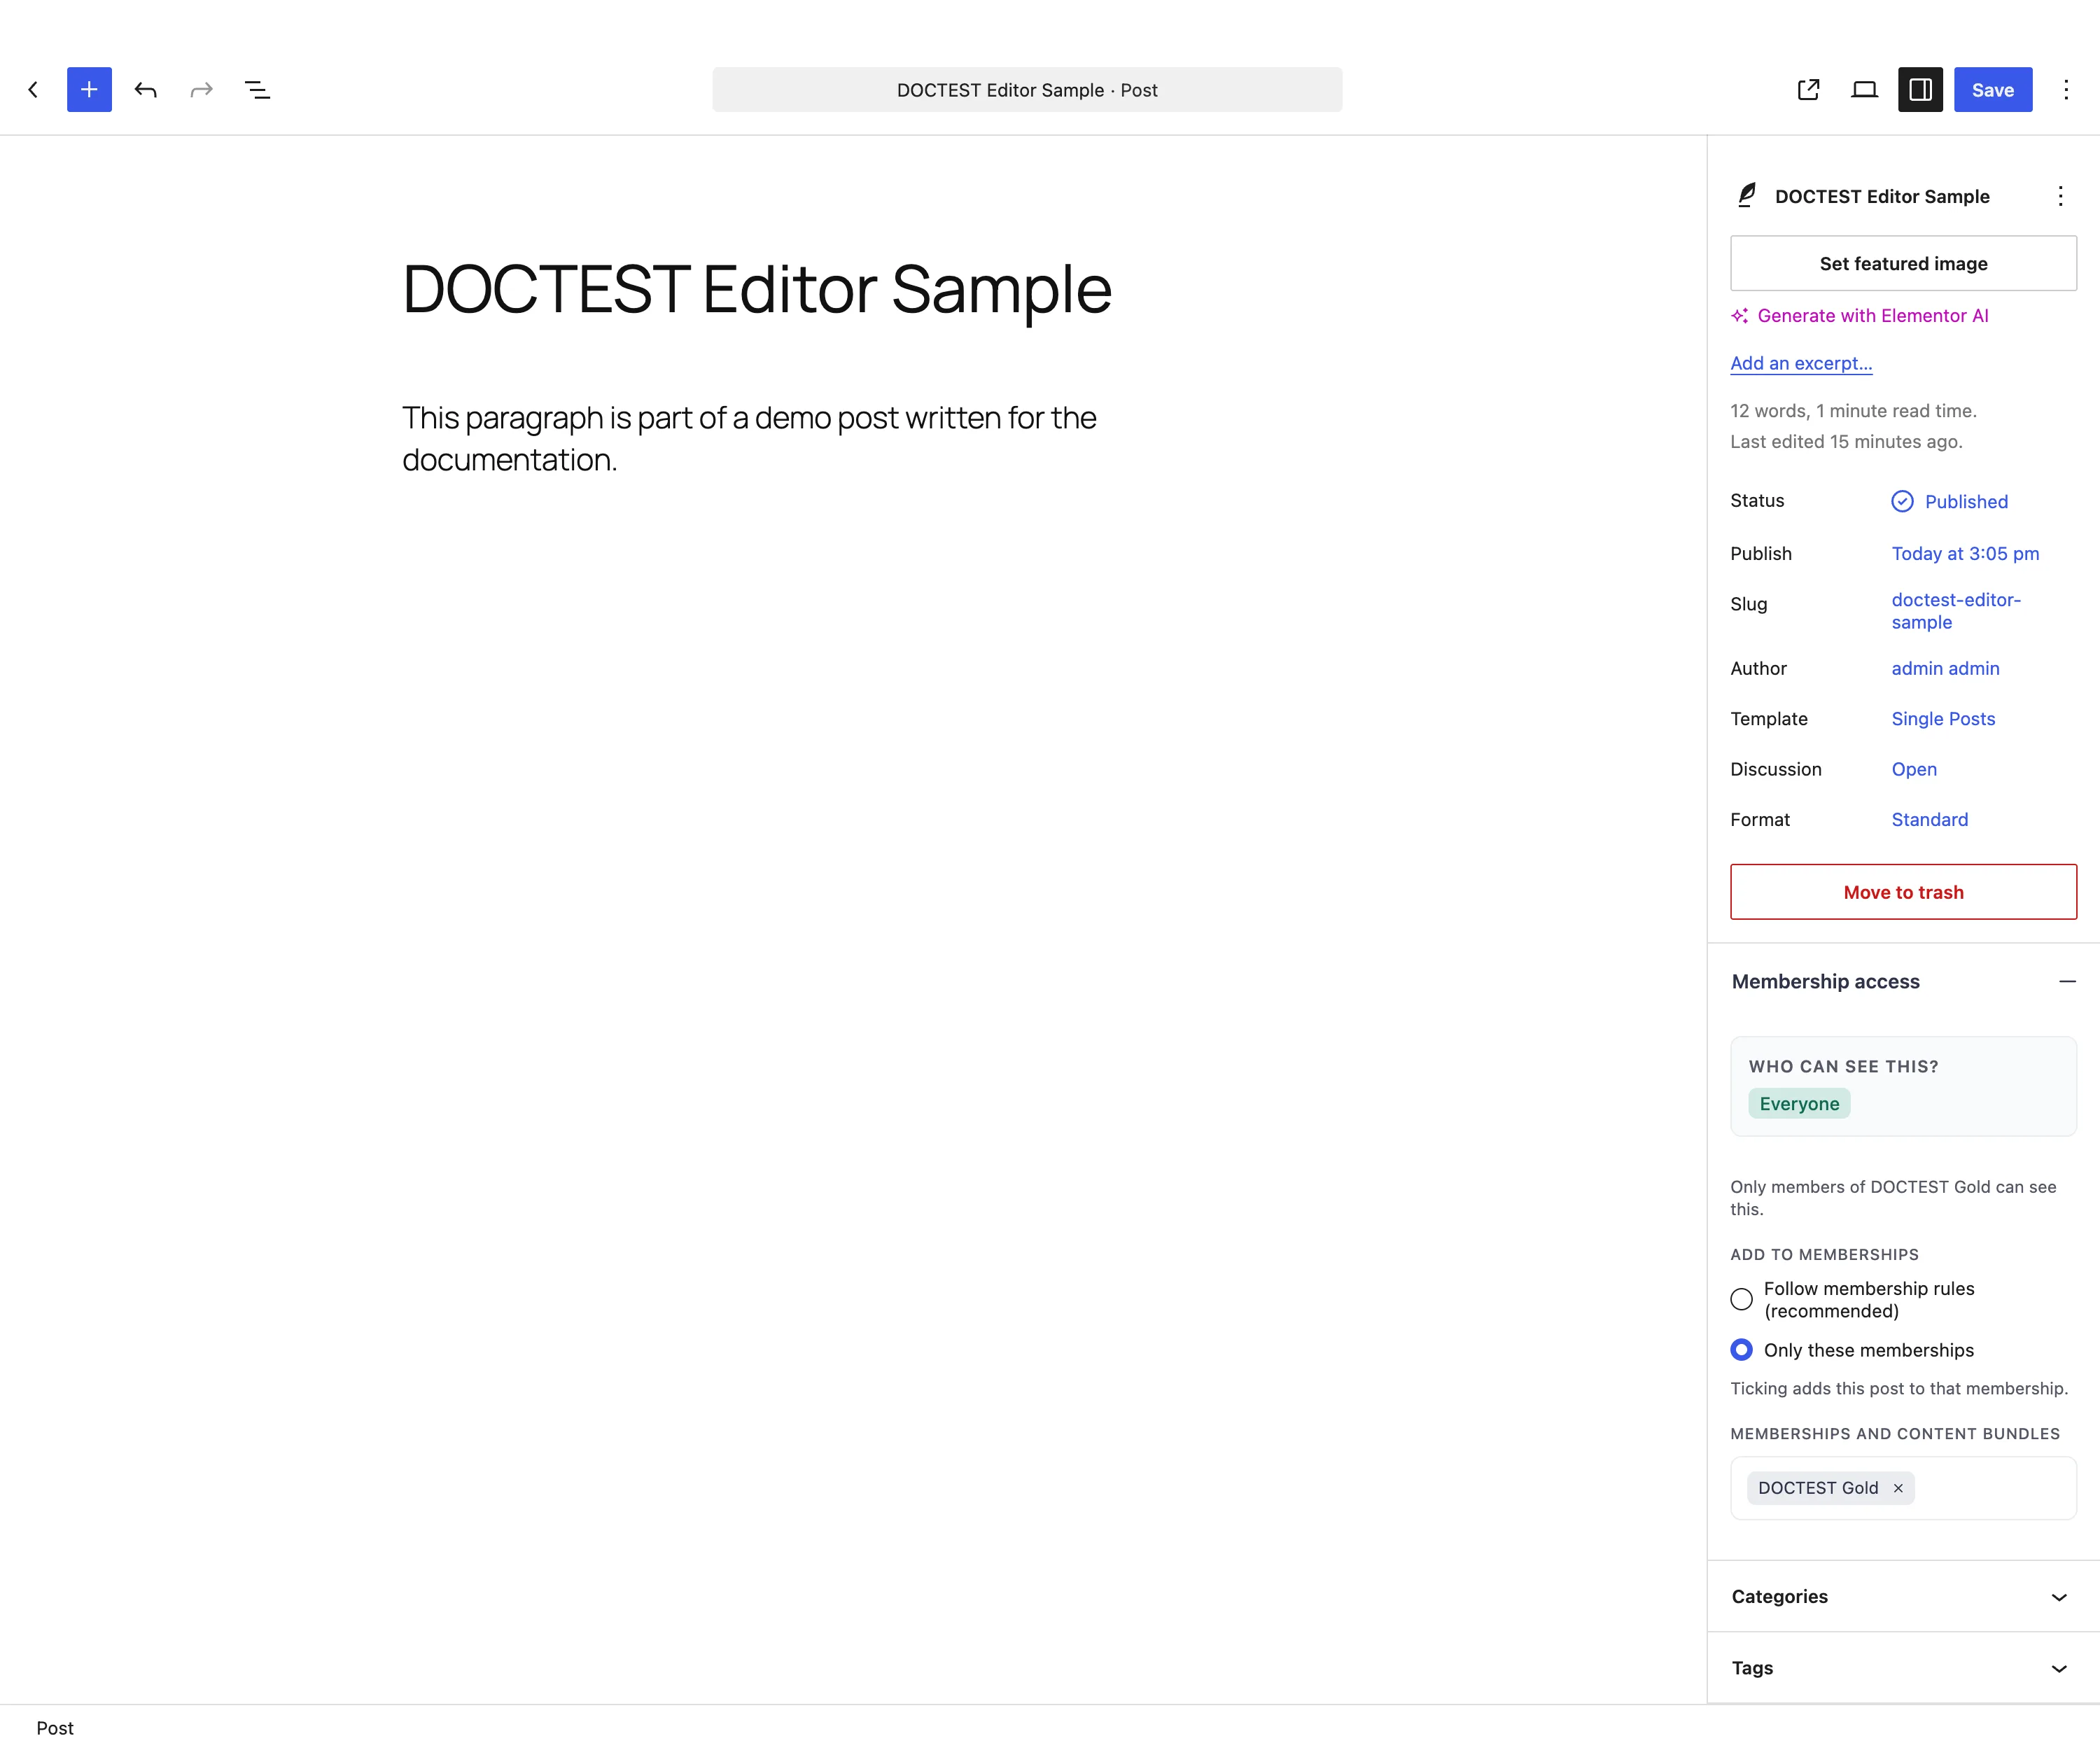 DOCTEST Editor Sample · Post
Save
DOCTEST Editor Sample
This paragraph is part of a demo post written for the
documentation.
DOCTEST Editor Sample
Set featured image
Generate with Elementor AI
Add an excerpt...
12 words, 1 minute read time.
Last edited 15 minutes ago.
Status Published
Publish Today at 3:05 pm
Slug doctest-editor-
sample
Author admin admin
Template Single Posts
Discussion Open
Format Standard
Move to trash
Membership access
WHO CAN SEE THIS?
Everyone
Only members of DOCTEST Gold can see
this.
ADD TO MEMBERSHIPS
Follow membership rules
(recommended)
Only these memberships
Ticking adds this post to that membership.
MEMBERSHIPS AND CONTENT BUNDLES
DOCTEST Gold ×
Categories
Tags
Post